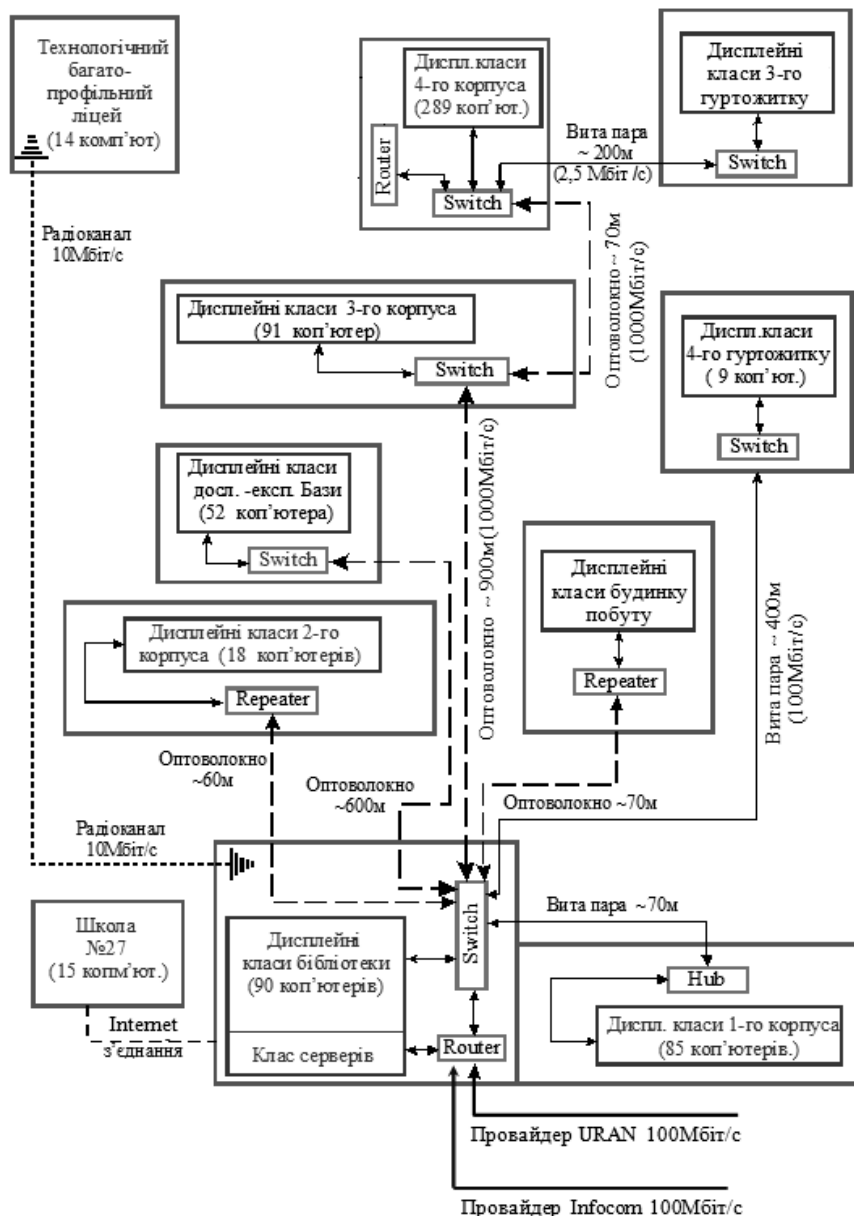 Технологічний
багато-
профільний
ліцей
(14 комп’ют)
Радіоканал
10Мбіт/с
Диспл.класи
4-го корпуса
(289 коп’ют.)
Router
Switch
Вита пара
~ 200м
(2,5 Мбіт /с)
Дисплейні
класи 3-го
гуртожитку
Switch
Оптоволокно ~ 70м
(1000Мбіт/с)
Дисплейні класи 3-го корпуса
(91 коп’ютер)
Switch
Диспл.класи
4-го гуртожитку
( 9 коп’ют.)
Switch
Дисплейні класи
досл. -експ. Бази
(52 коп’ютера)
Switch
Оптоволокно ~ 900м(1000Мбіт/с)
Дисплейні
класи будинку
побуту
Repeater
Вита пара ~ 400м
(100Мбіт/с)
Дисплейні класи 2-го
корпуса (18 коп’ютерів)
Repeater
Оптоволокно
~60м
Оптоволокно
~600м
Оптоволокно ~70м
Радіоканал
10Мбіт/с
Школа
№27
(15 копм’ют.)
Internet
з’єднання
Дисплейні
класи бібліотеки
(90 коп’ютерів)
Клас серверів
Switch
Router
Вита пара ~70м
Hub
Диспл. класи 1-го корпуса
(85 коп’ютерів.)
Провайдер URAN 100Мбіт/с
Провайдер Infocom 100Мбіт/с